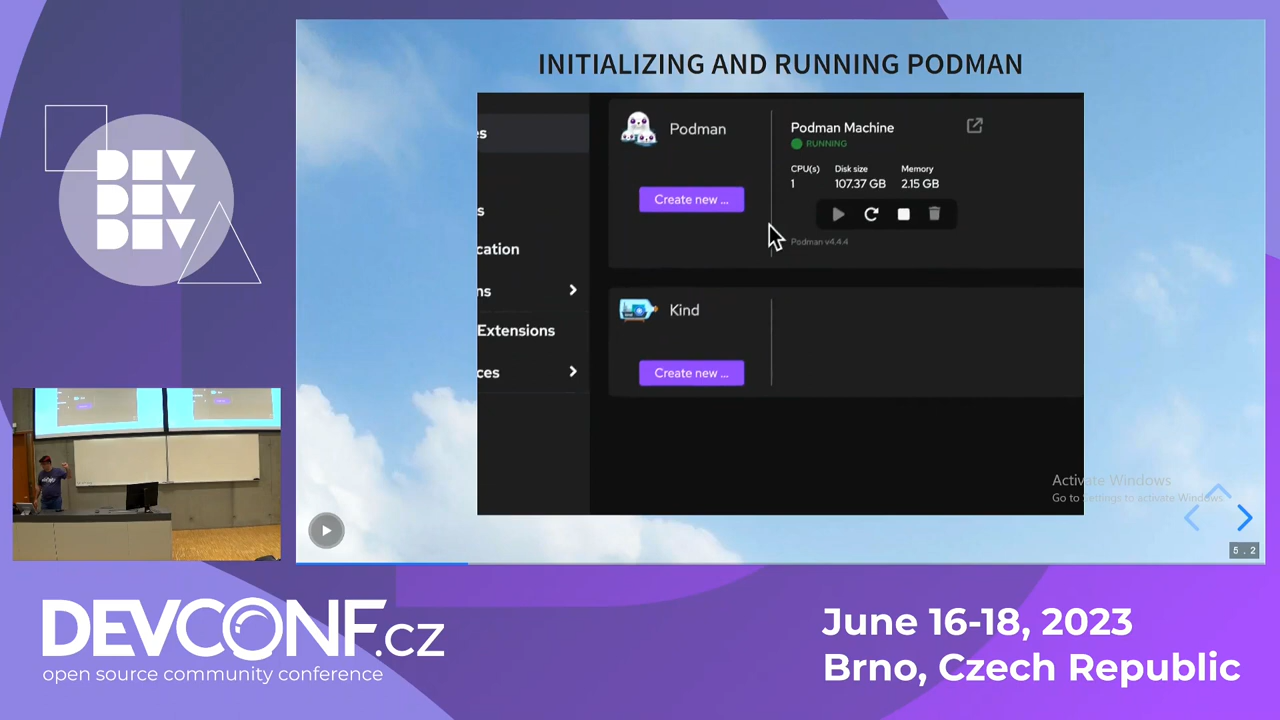 INITIALIZING AND RUNNING PODMAN
es
s
cation
ns
Extensions
ces
Podman
Create new ...
Podman Machine
RUNNING
CPU(s) Disk size Memory
1 107.37 GB 2.15 GB
Podman v4.4.4
Kind
Create new ...
Activate Windows
Go to Settings to activate Windows.
5 . 2
DEV
DEV
DEV
DEVCONF.cz
open source community conference
June 16-18, 2023
Brno, Czech Republic